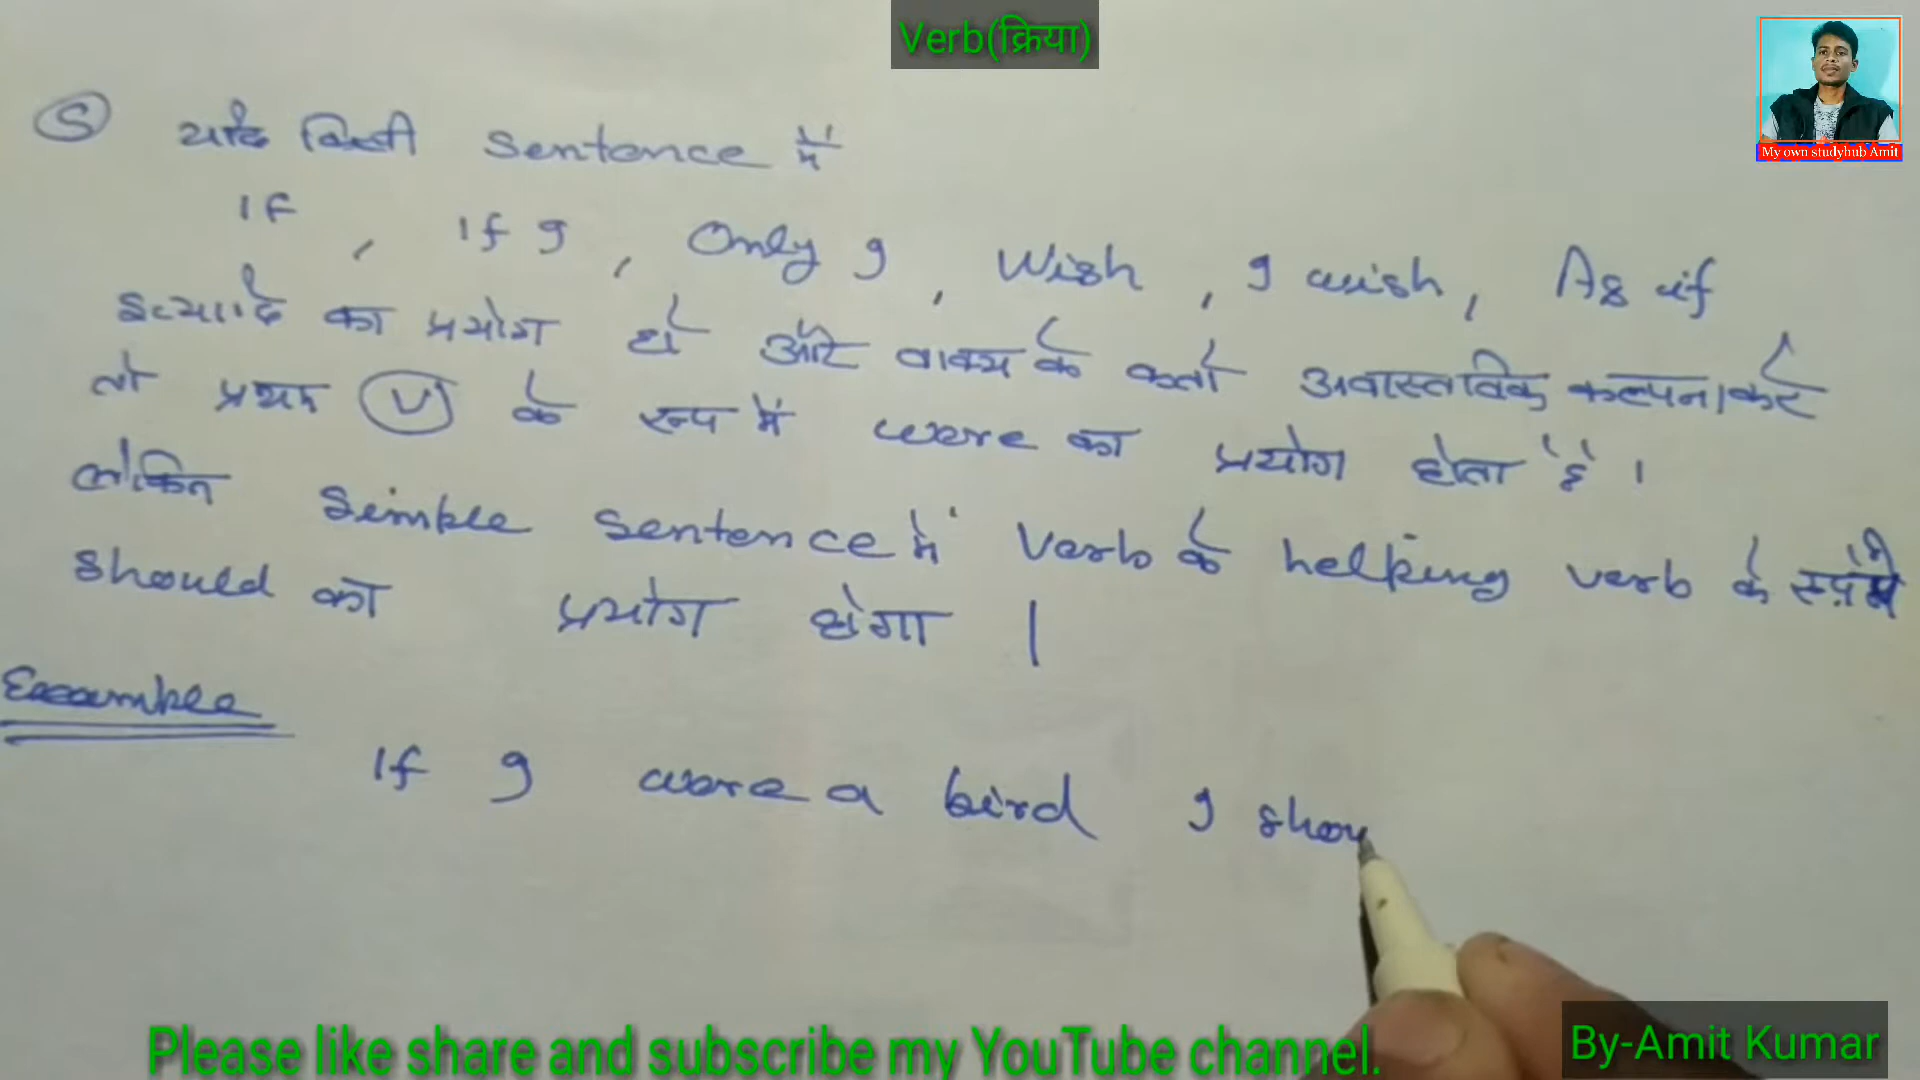 Verb(क्रिया)
My own studyhub Amit
5 यदि किसी sentence में
If , If I , Only I , Wish , I wish , As if
इत्यादि का प्रयोग हो और वाक्य के कर्ता अवास्तविक कल्पना करे
तो प्रथम V के रूप में were का प्रयोग होता है ।
लेकिन Simple Sentence में Verb के helping verb के रूप में
should का प्रयोग होगा |
Example
If I were a bird I shou
Please like share and subscribe my YouTube channel.
By-Amit Kumar